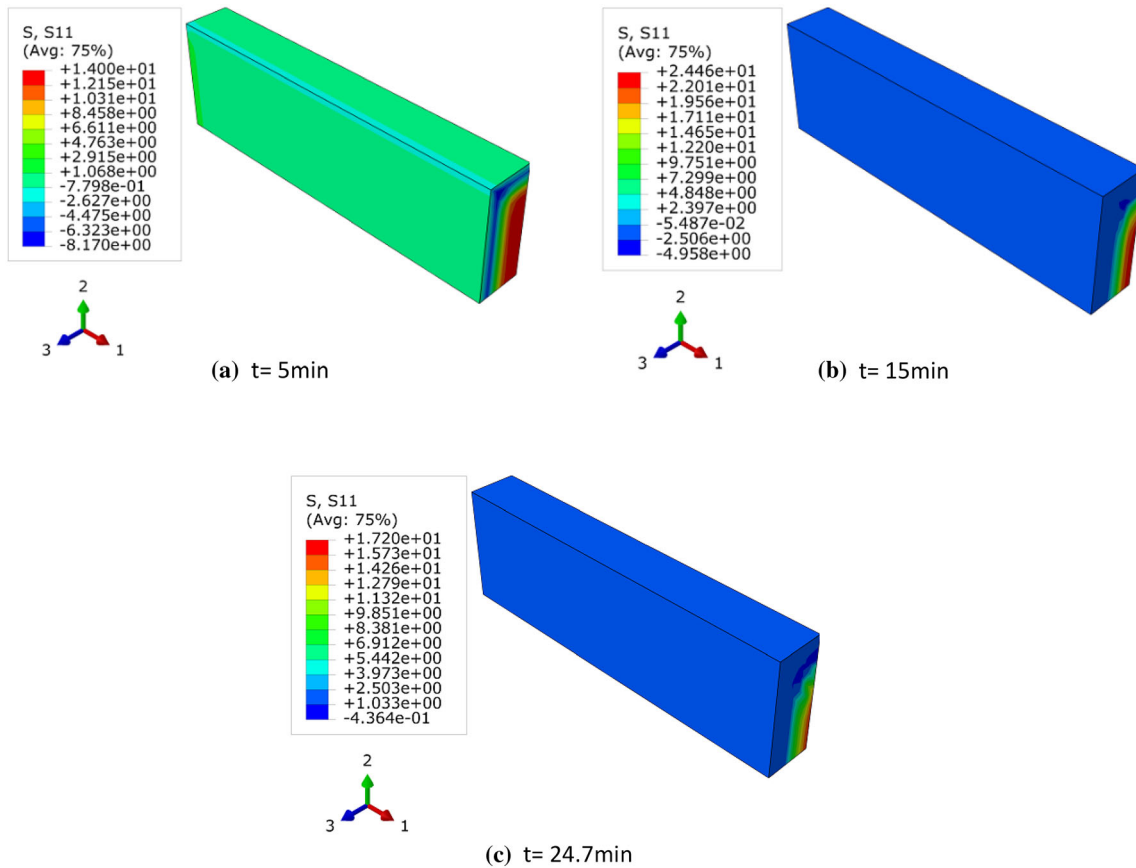 S, S11
(Avg: 75%)
+1.400e+01
+1.215e+01
+1.031e+01
+8.458e+00
+6.611e+00
+4.763e+00
+2.915e+00
+1.068e+00
-7.798e-01
-2.627e+00
-4.475e+00
-6.323e+00
-8.170e+00
2
3
1
(a) t= 5min
S, S11
(Avg: 75%)
+2.446e+01
+2.201e+01
+1.956e+01
+1.711e+01
+1.465e+01
+1.220e+01
+9.751e+00
+7.299e+00
+4.848e+00
+2.397e+00
-5.487e-02
-2.506e+00
-4.958e+00
2
3
1
(b) t= 15min
S, S11
(Avg: 75%)
+1.720e+01
+1.573e+01
+1.426e+01
+1.279e+01
+1.132e+01
+9.851e+00
+8.381e+00
+6.912e+00
+5.442e+00
+3.973e+00
+2.503e+00
+1.033e+00
-4.364e-01
2
3
1
(c) t= 24.7min